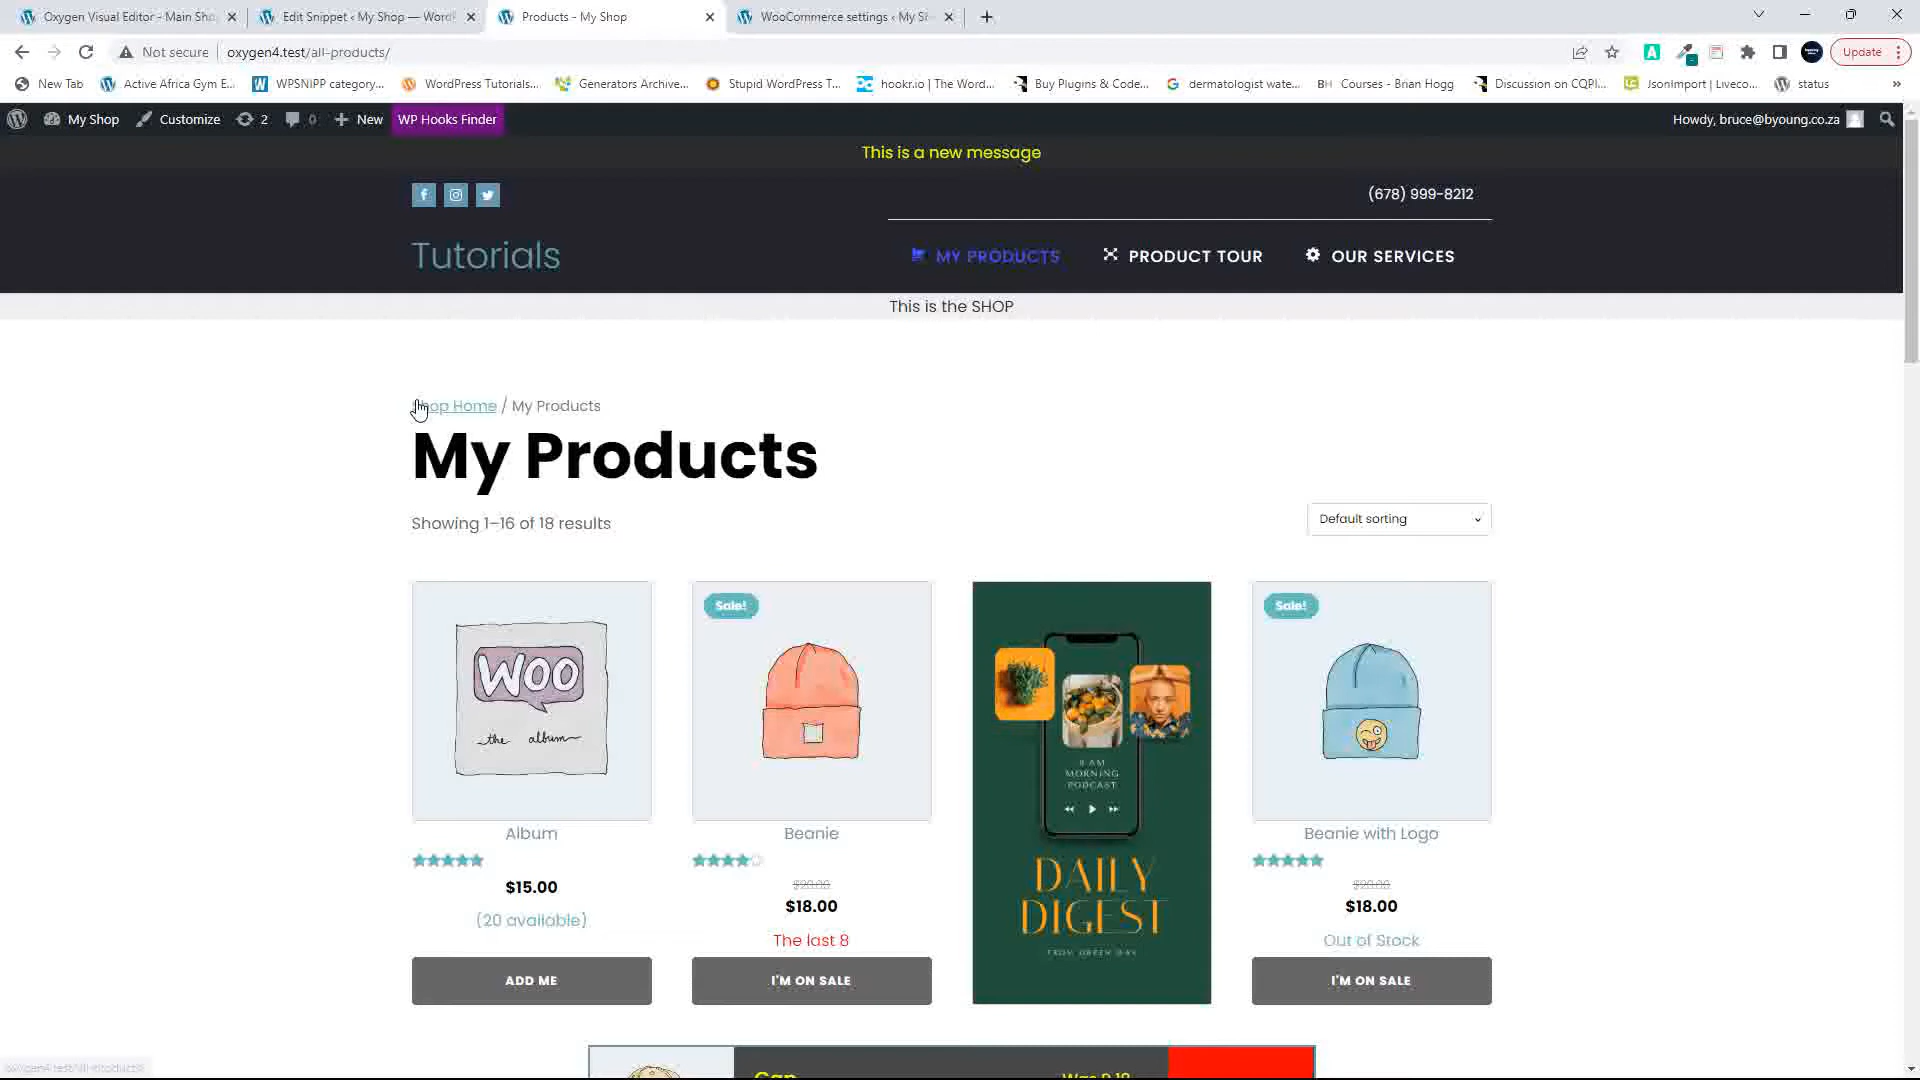 Oxygen Visual Editor - Main Sho
Edit Snippet ‹ My Shop — WordP
Products - My Shop
WooCommerce settings ‹ My Sh
Not secure
oxygen4.test/all-products/
Update
New Tab
Active Africa Gym E...
WPSNIPP category...
WordPress Tutorials...
Generators Archive...
Stupid WordPress T...
hookr.io | The Word...
Buy Plugins & Code...
dermatologist wate...
BH Courses - Brian Hogg
Discussion on CQPI...
JsonImport | Liveco...
status
»
My Shop
Customize
2
0
New
WP Hooks Finder
Howdy, bruce@byoung.co.za
This is a new message
(678) 999-8212
Tutorials
MY PRODUCTS
PRODUCT TOUR
OUR SERVICES
This is the SHOP
Shop Home / My Products
My Products
Showing 1–16 of 18 results
Default sorting
Sale!
Sale!
WOO
the album
8 AM
MORNING
PODCAST
DAILY
DIGEST
Album
Beanie
Beanie with Logo
$15.00
$20.00
$18.00
$20.00
$18.00
(20 available)
The last 8
Out of Stock
ADD ME
I'M ON SALE
I'M ON SALE
Cap